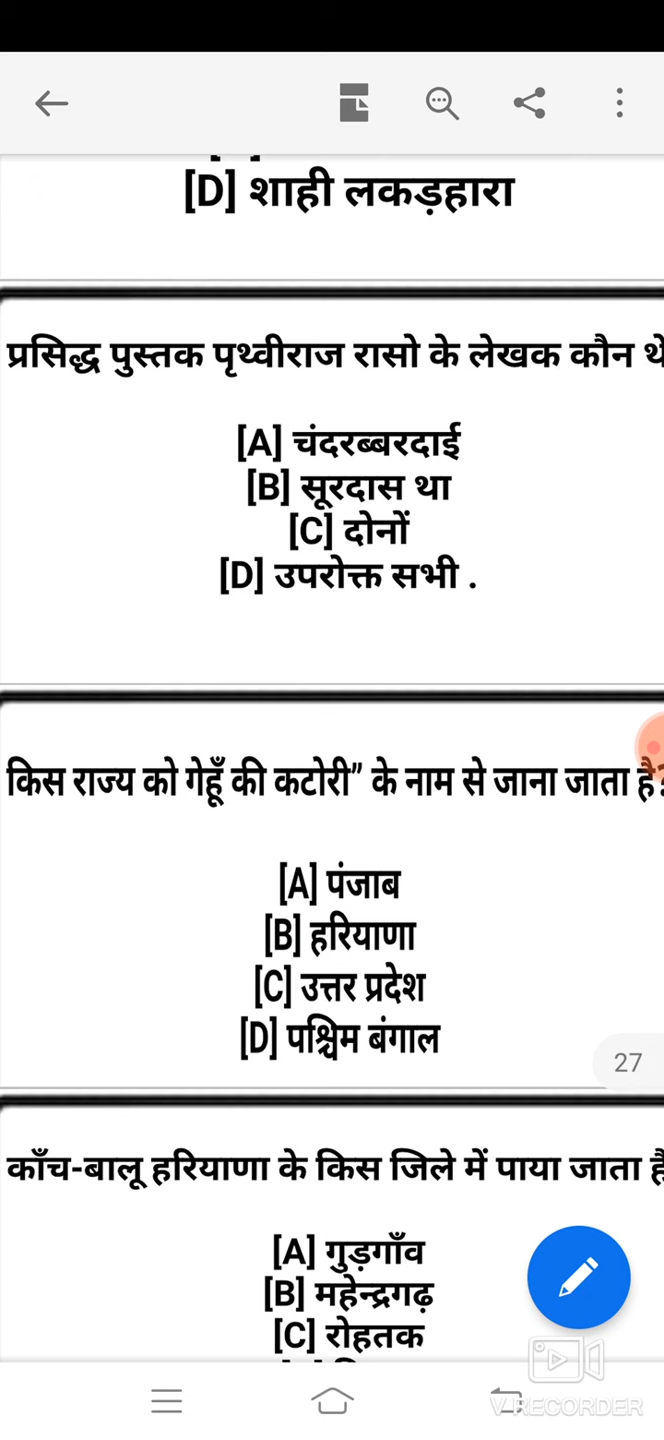 [D] शाही लकड़हारा
प्रसिद्ध पुस्तक पृथ्वीराज रासो के लेखक कौन थे
[A] चंदरब्बरदाई
[B] सूरदास था
[C] दोनों
[D] उपरोक्त सभी .
किस राज्य को गेहूँ की कटोरी” के नाम से जाना जाता है?
[A] पंजाब
[B] हरियाणा
[C] उत्तर प्रदेश
[D] पश्चिम बंगाल
27
काँच-बालू हरियाणा के किस जिले में पाया जाता है
[A] गुड़गाँव
[B] महेन्द्रगढ़
[C] रोहतक
V RECORDER